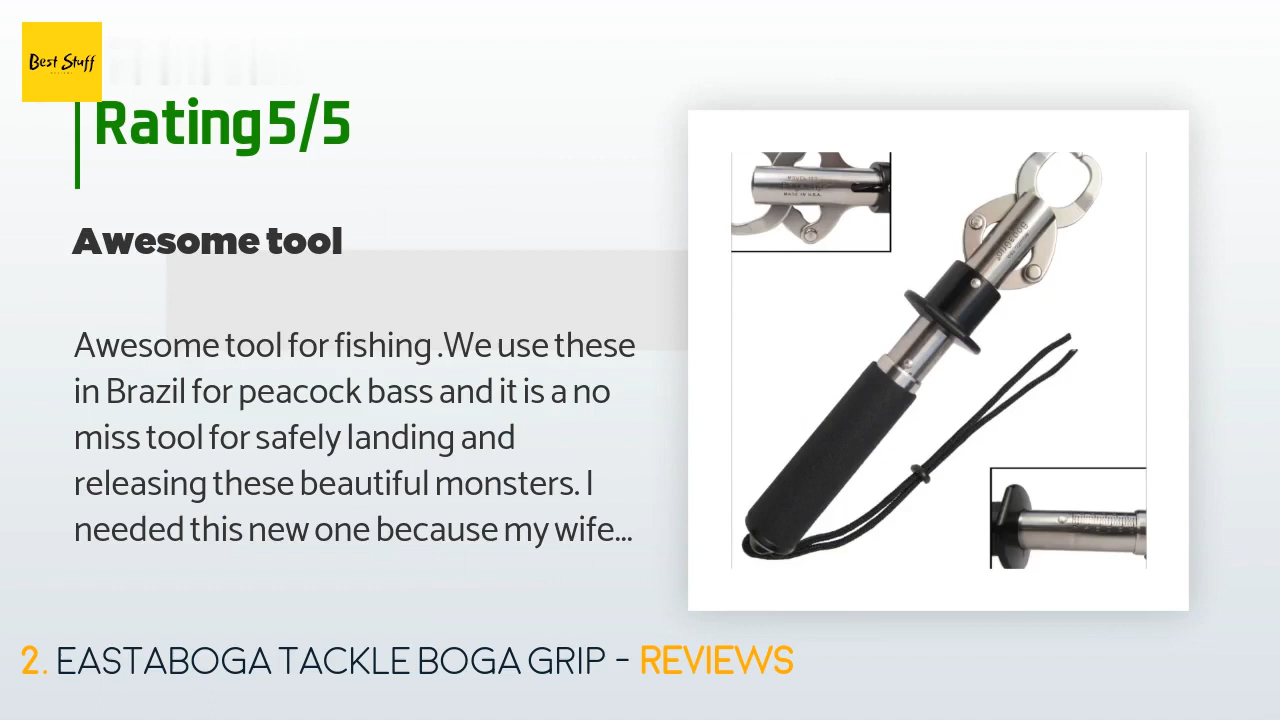 Best Stuff
Rating 5/5
Awesome tool
Awesome tool for fishing .We use these
in Brazil for peacock bass and it is a no
miss tool for safely landing and
releasing these beautiful monsters. I
needed this new one because my wife...
MADE IN U.S.A.
2. EASTABOGA TACKLE BOGA GRIP - REVIEWS